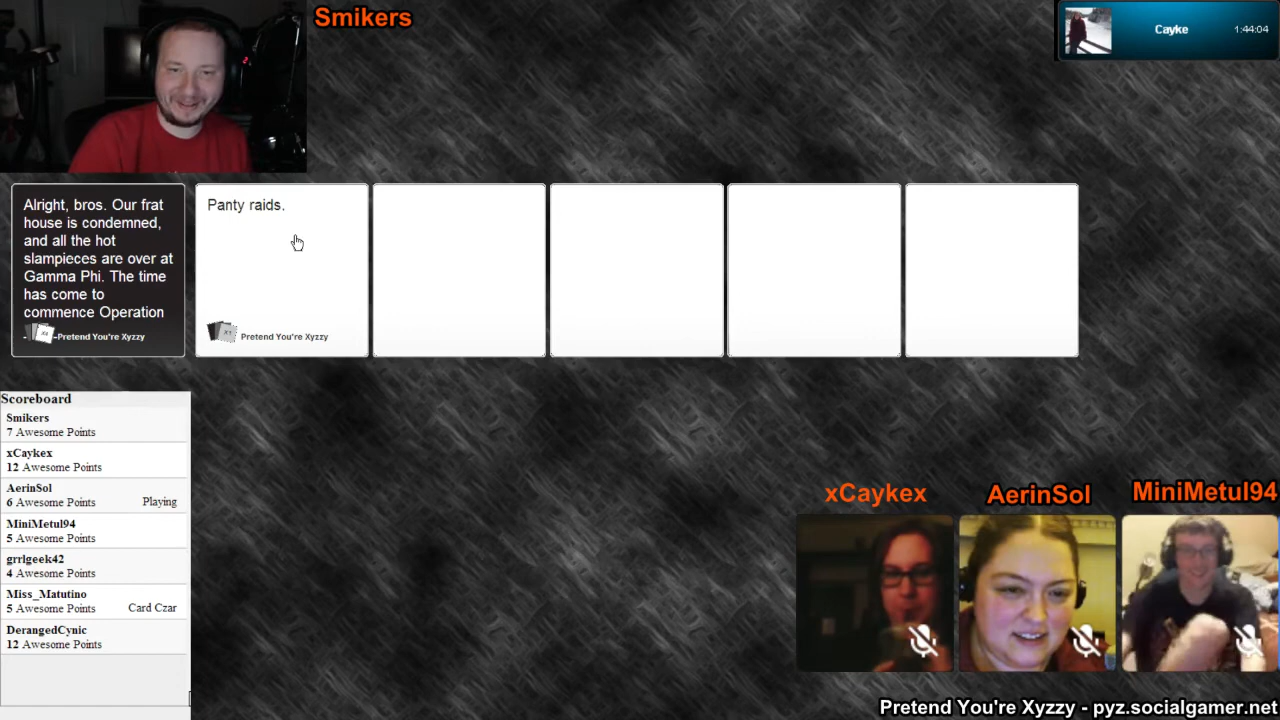 Smikers
Cayke
1:44:04
Alright, bros. Our frat
house is condemned,
and all the hot
slampieces are over at
Gamma Phi. The time
has come to
commence Operation
Pretend You're Xyzzy
Panty raids.
Pretend You're Xyzzy
Scoreboard
Smikers
7 Awesome Points
xCaykex
12 Awesome Points
AerinSol
6 Awesome Points Playing
MiniMetul94
5 Awesome Points
grrlgeek42
4 Awesome Points
Miss_Matutino
5 Awesome Points Card Czar
DerangedCynic
12 Awesome Points
xCaykex
AerinSol
MiniMetul94
Pretend You're Xyzzy - pyz.socialgamer.net